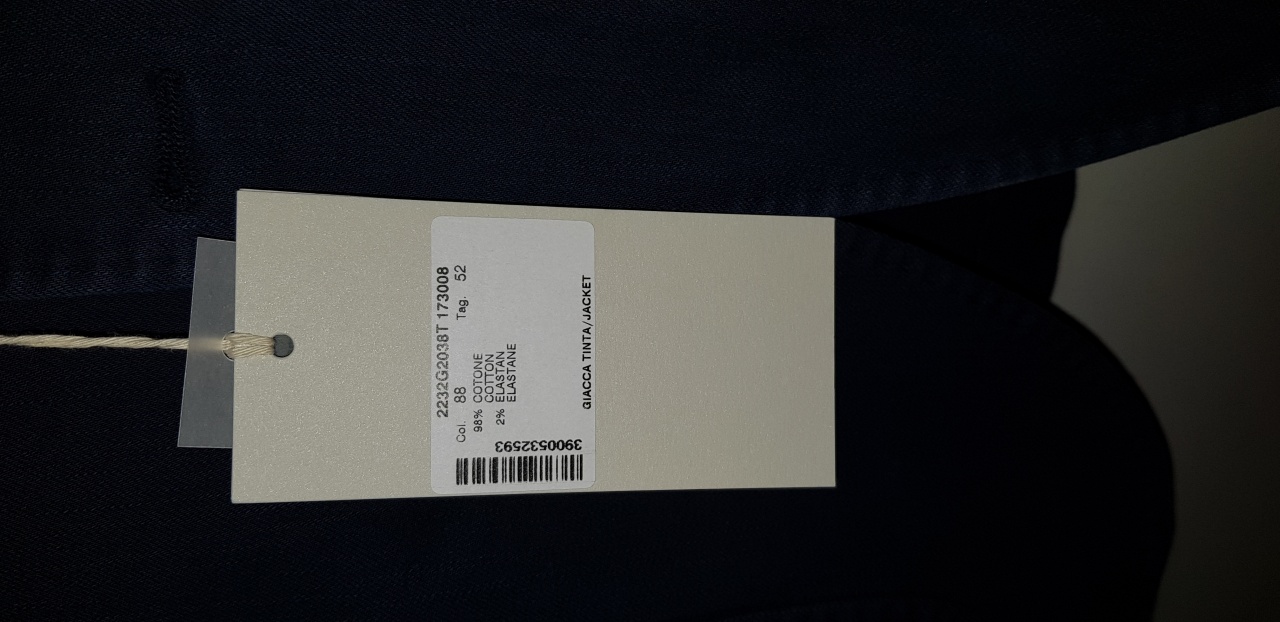 2232G2038T 173008
Col. 88 Tag. 52
98% COTONE
COTTON
2% ELASTAN
ELASTANE
3900532593
GIACCA TINTA/JACKET